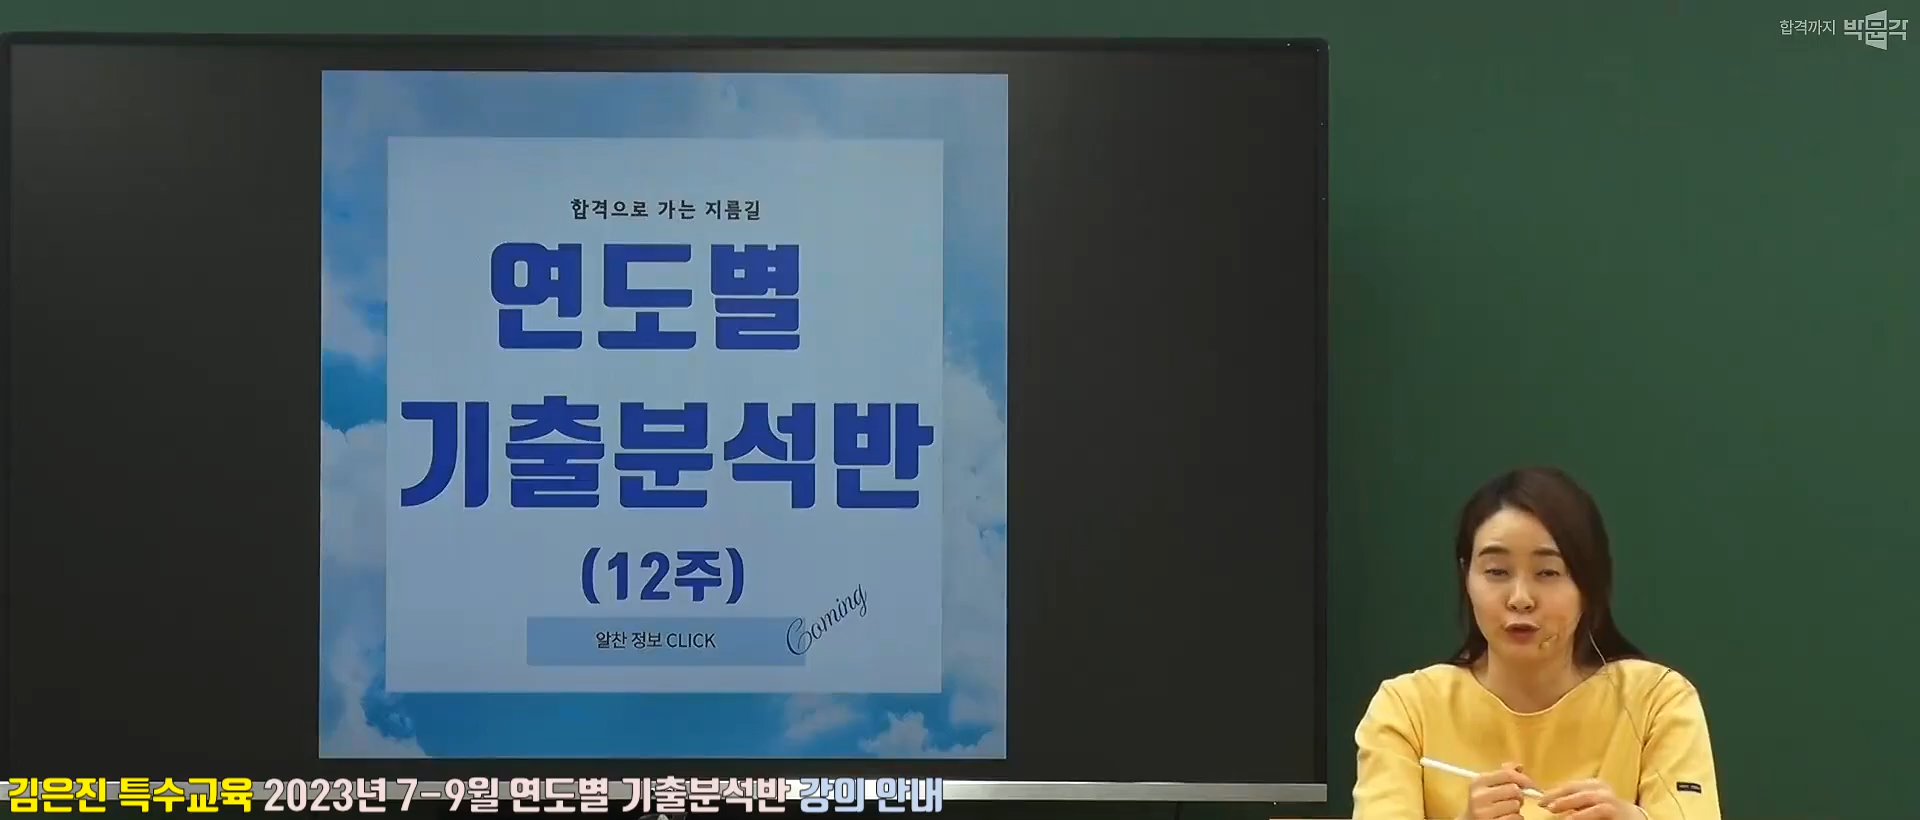 합격까지 박문각
합격으로 가는 지름길
연도별
기출분석반
(12주)
알찬 정보 CLICK
Coming
김은진 특수교육 2023년 7-9월 연도별 기출분석반 강의 안내